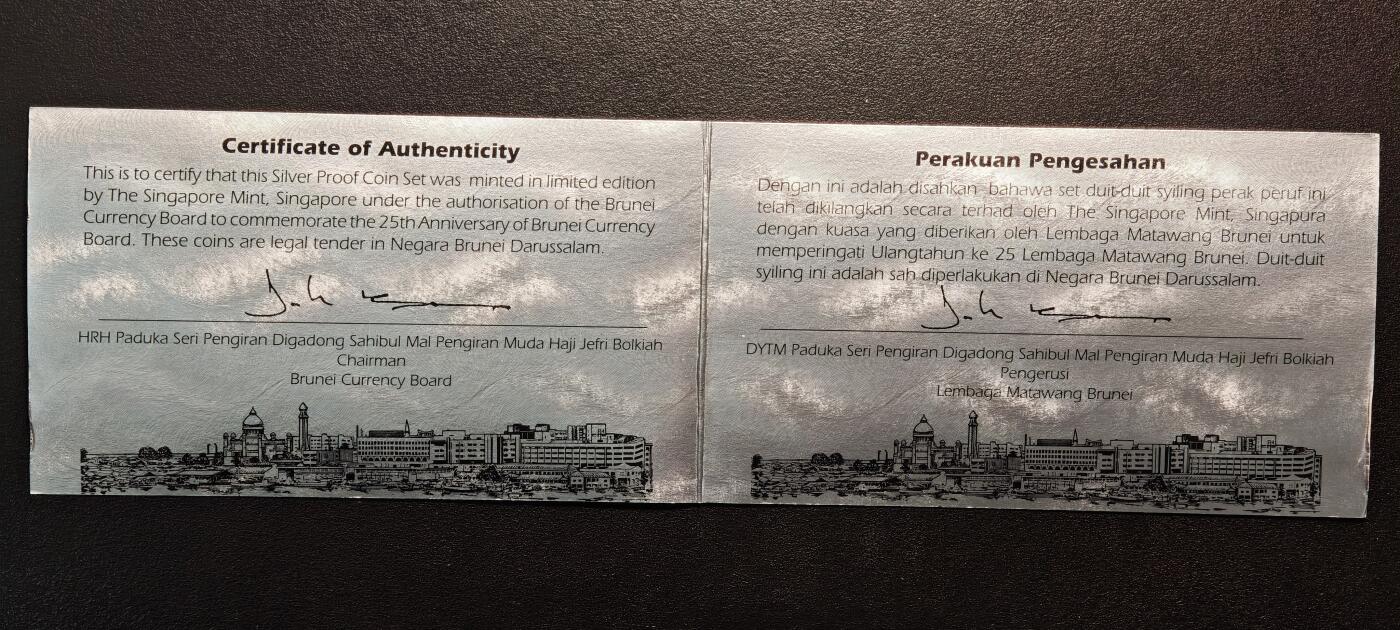 Certificate of Authenticity
This is to certify that this Silver Proof Coin Set was minted in limited edition
by The Singapore Mint, Singapore under the authorisation of the Brunei
Currency Board to commemorate the 25th Anniversary of Brunei Currency
Board. These coins are legal tender in Negara Brunei Darussalam.
HRH Paduka Seri Pengiran Digadong Sahibul Mal Pengiran Muda Haji Jefri Bolkiah
Chairman
Brunei Currency Board
Perakuan Pengesahan
Dengan ini adalah disahkan bahawa set duit-duit syiling perak peruf ini
telah dikilangkan secara terhad oleh The Singapore Mint, Singapura
dengan kuasa yang diberikan oleh Lembaga Matawang Brunei untuk
memperingati Ulangtahun ke 25 Lembaga Matawang Brunei. Duit-duit
syiling ini adalah sah diperlakukan di Negara Brunei Darussalam.
DYTM Paduka Seri Pengiran Digadong Sahibul Mal Pengiran Muda Haji Jefri Bolkiah
Pengerusi
Lembaga Matawang Brunei